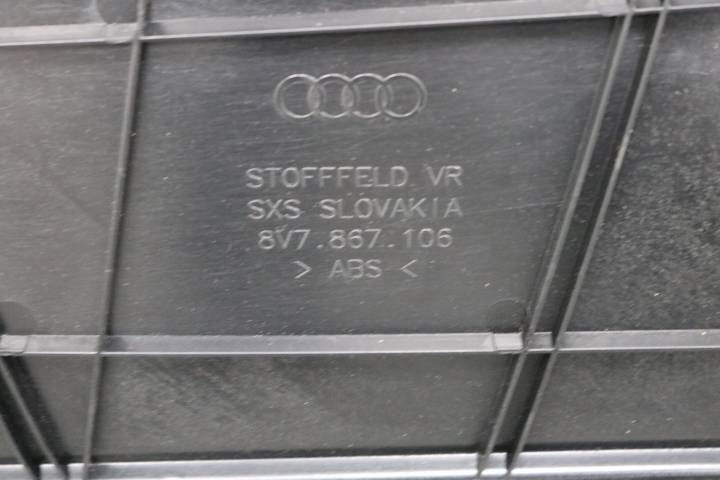 STOFFFELD VR
SXS SLOVAKIA
8V7.867.106
> ABS <